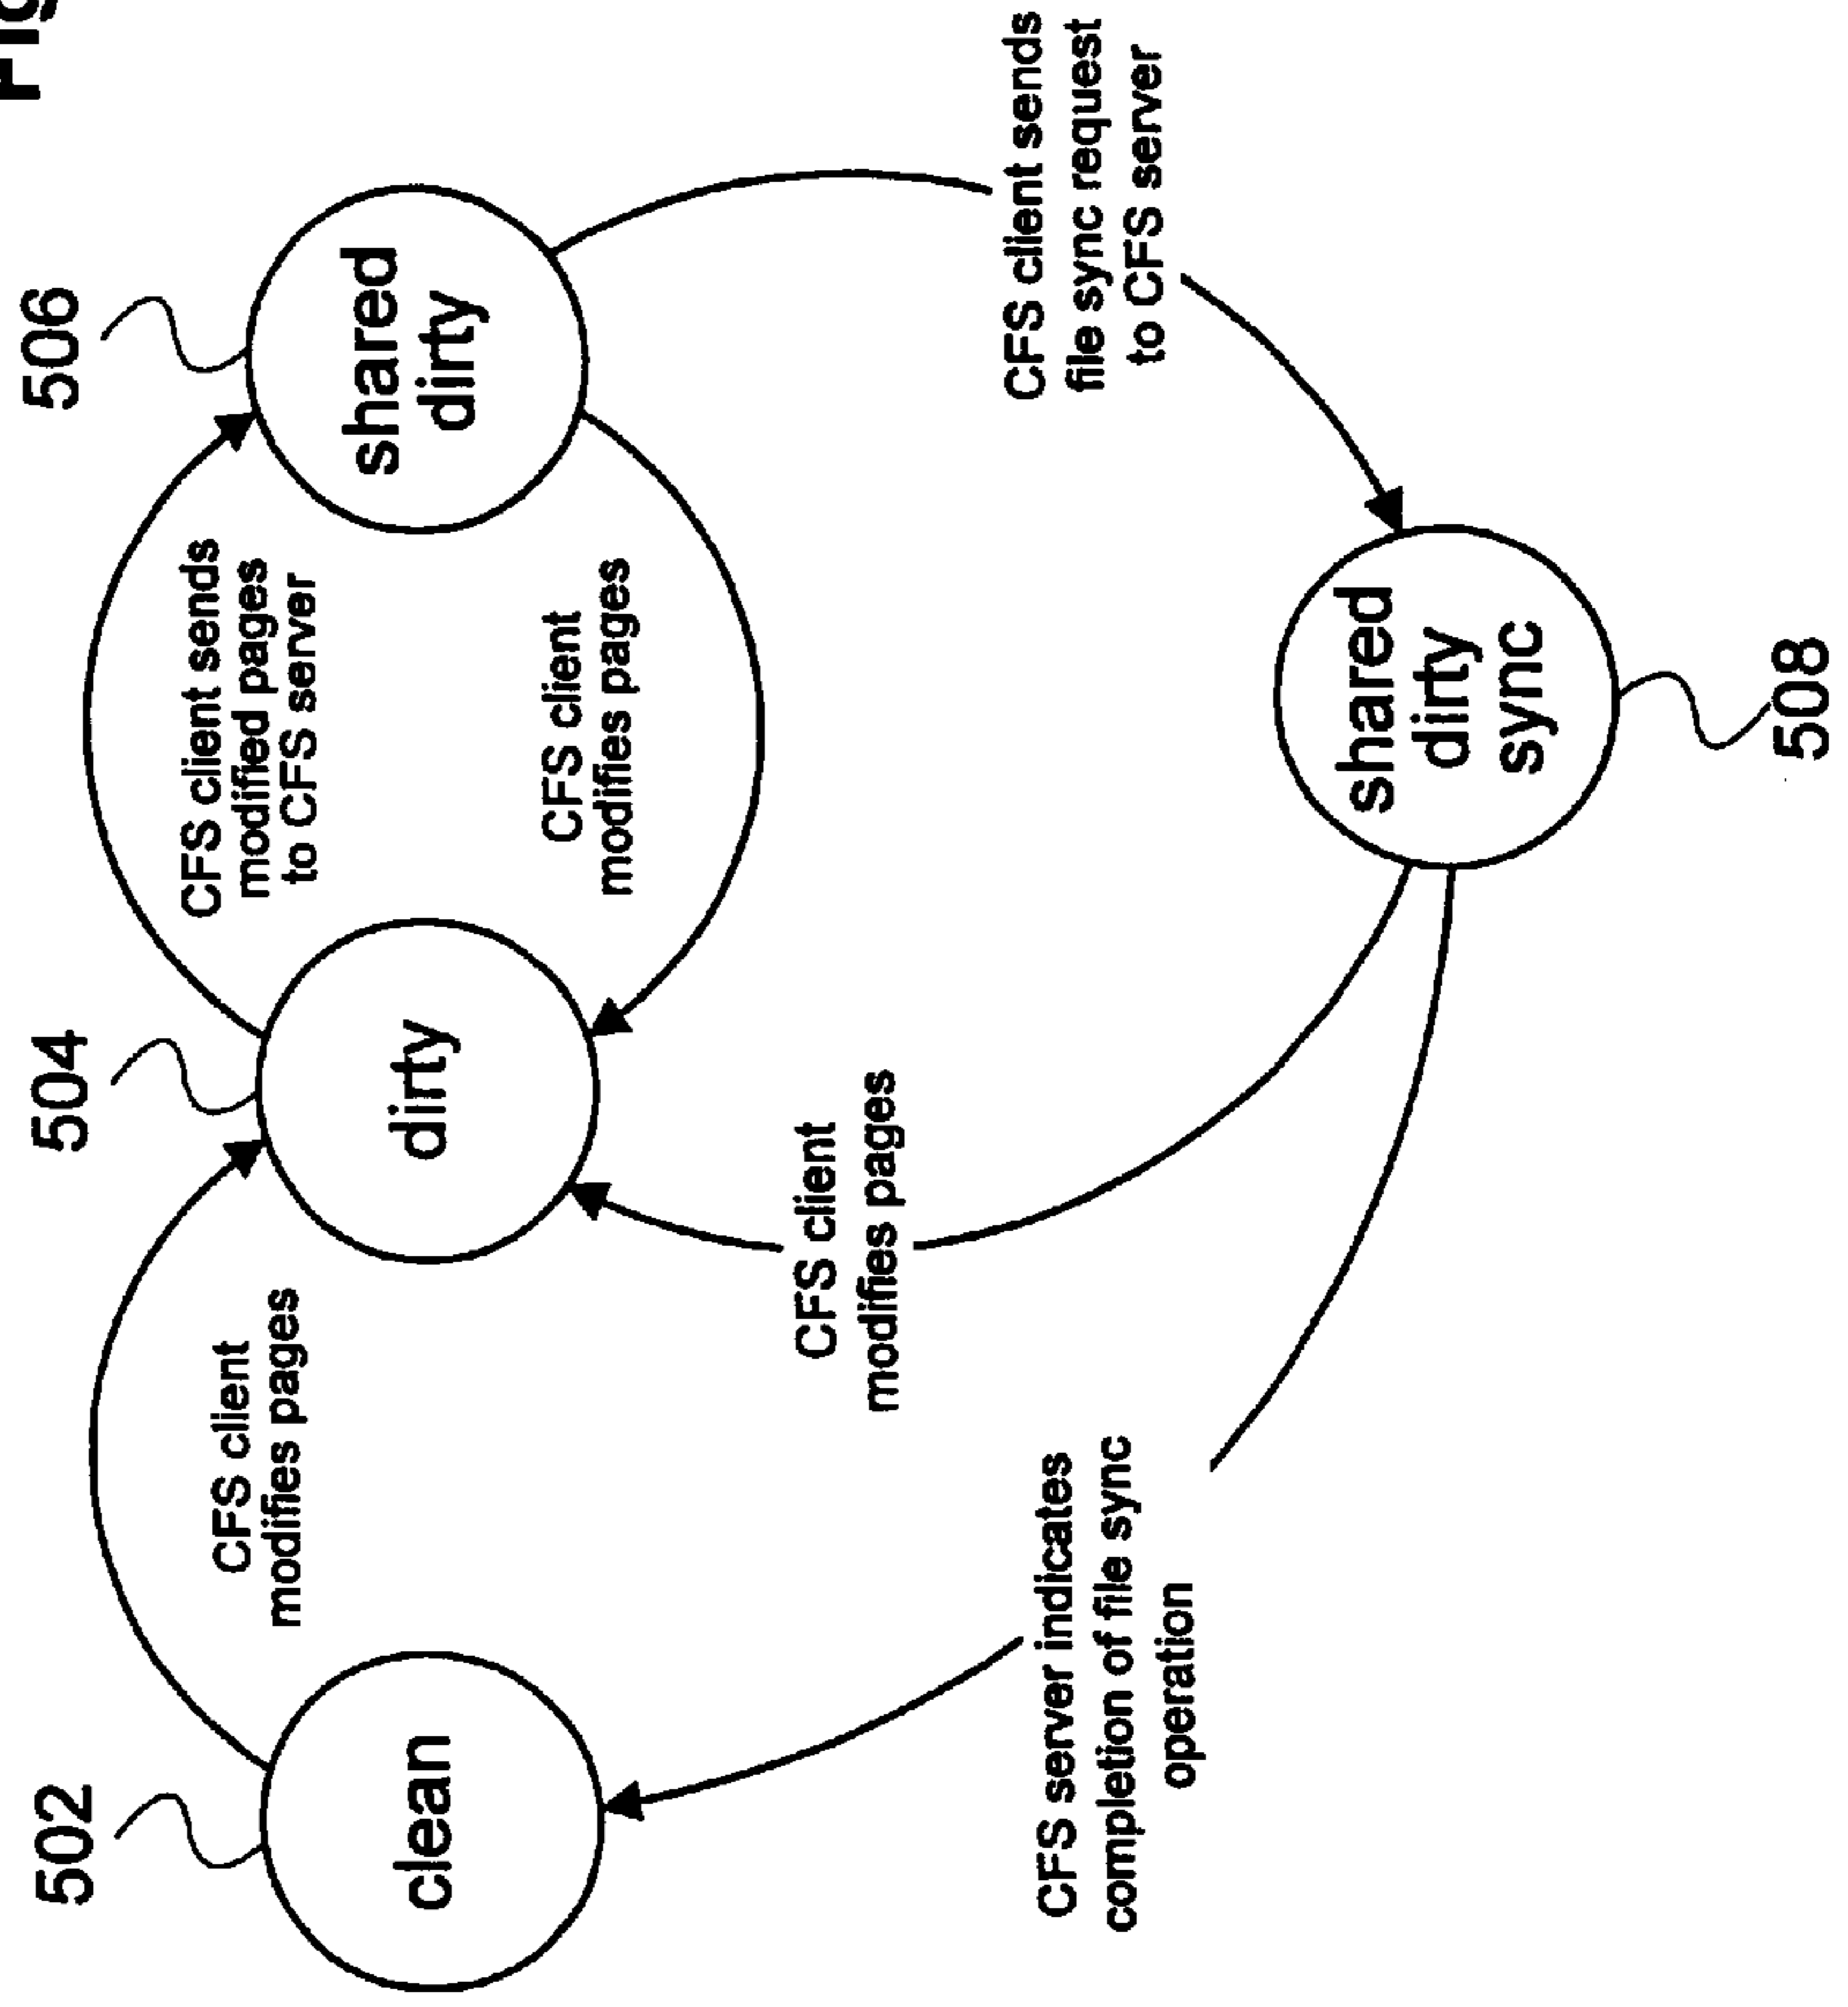 502
504
506
clean
dirty
shared
dirty
CFS client
modifies pages
CFS client sends
modified pages
to CFS server
CFS client
modifies pages
CFS client
modifies pages
CFS server indicates
completion of file sync
operation
CFS client sends
file sync request
to CFS server
shared
dirty
sync
508